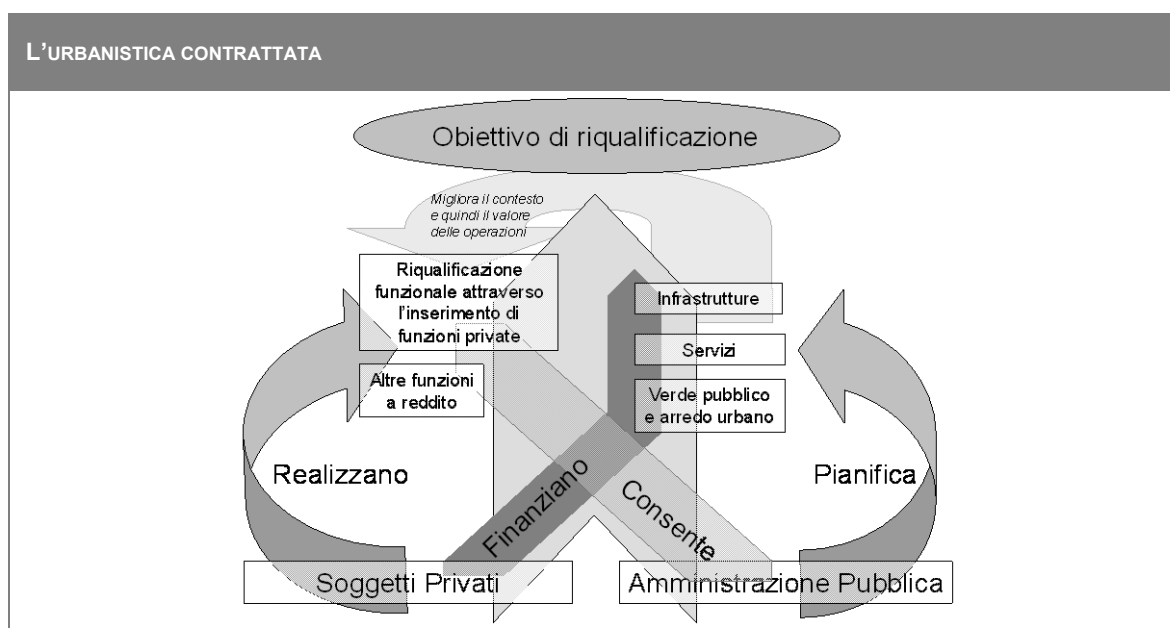 L'URBANISTICA CONTRATTATA
Obiettivo di riqualificazione
Migliora il contesto
e quindi il valore
delle operazioni
Riqualificazione
funzionale attraverso
l'inserimento di
funzioni private
Altre funzioni
a reddito
Infrastrutture
Servizi
Verde pubblico
e arredo urbano
Realizzano
Finanziano
Consente
Pianifica
Soggetti Privati
Amministrazione Pubblica